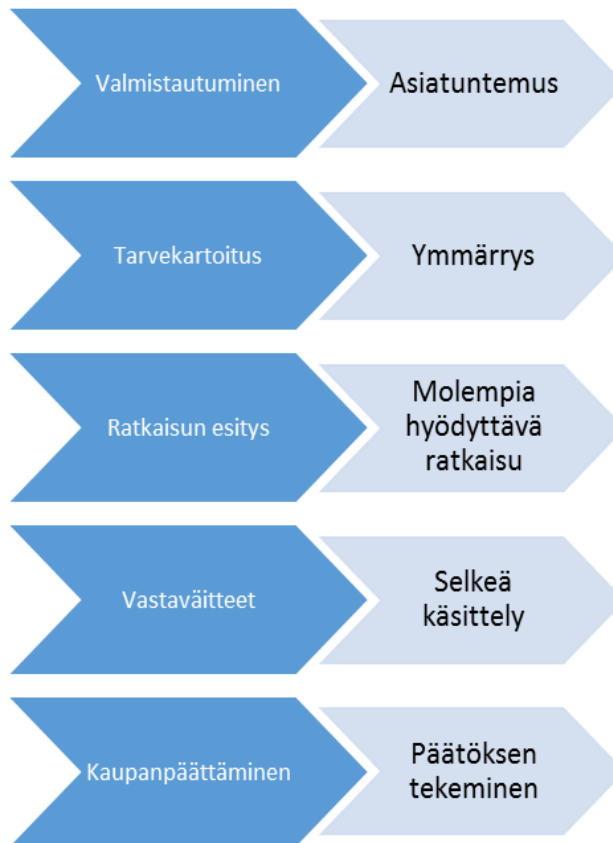 Valmistautuminen
Asiatuntemus
Tarvekartoitus
Ymmärrys
Ratkaisun esitys
Molempia
hyödyttävä
ratkaisu
Vastaväitteet
Selkeä
käsittely
Kaupanpäättäminen
Päätöksen
tekeminen